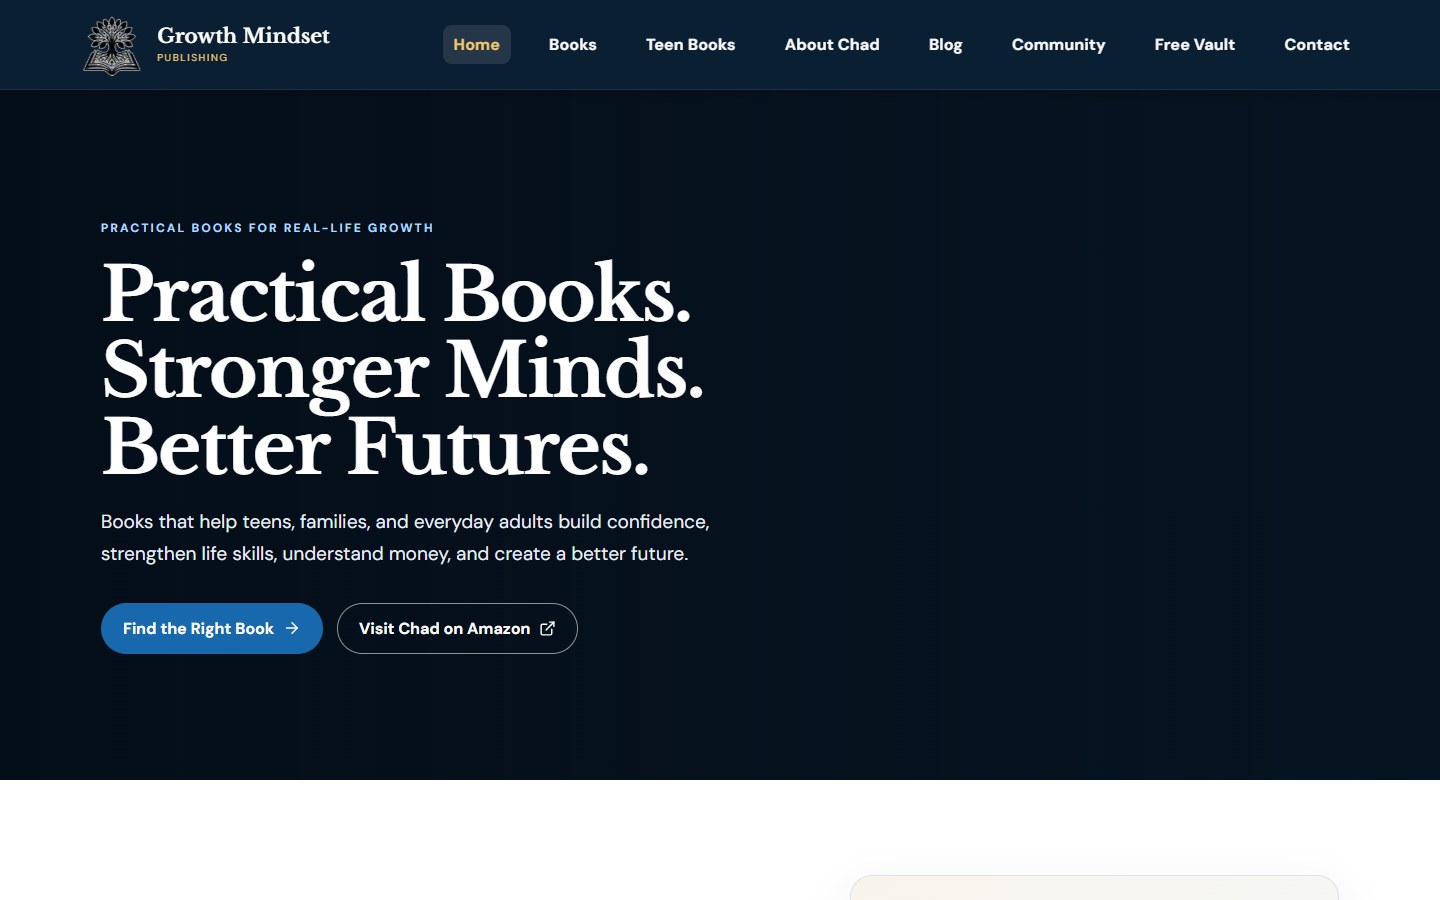 Growth Mindset
PUBLISHING
Home
Books
Teen Books
About Chad
Blog
Community
Free Vault
Contact
PRACTICAL BOOKS FOR REAL-LIFE GROWTH
Practical Books.
Stronger Minds.
Better Futures.
Books that help teens, families, and everyday adults build confidence,
strengthen life skills, understand money, and create a better future.
Find the Right Book
Visit Chad on Amazon